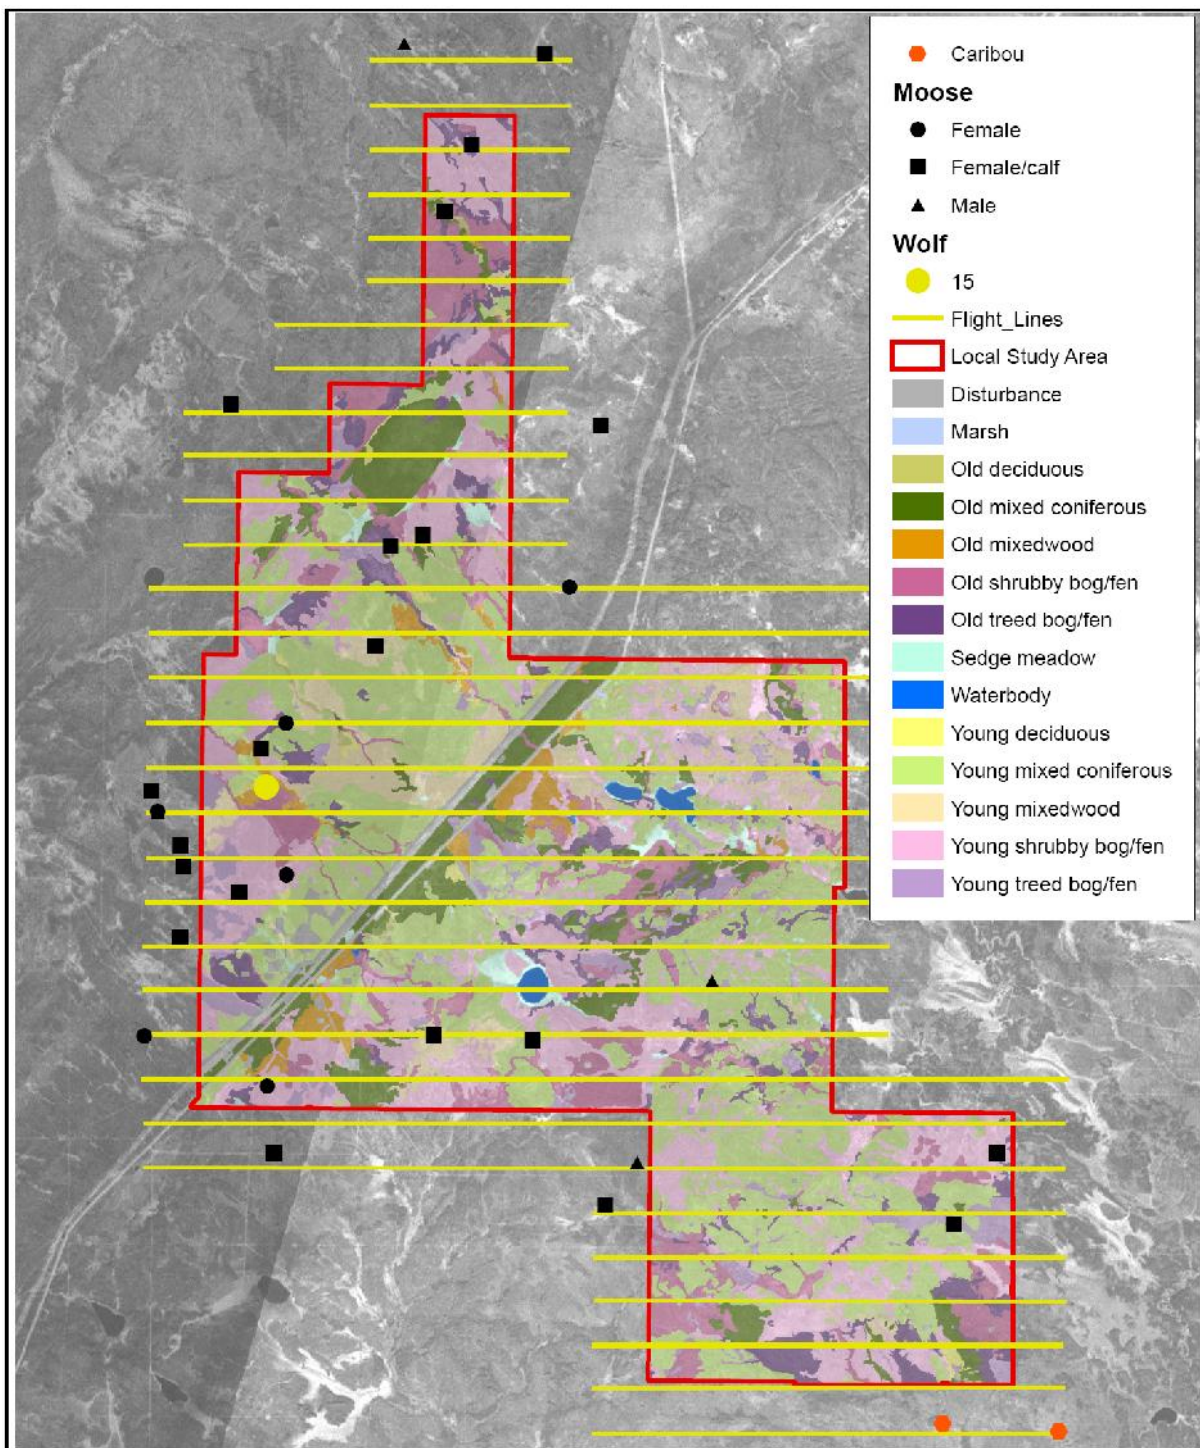 Caribou
Moose
Female
Female/calf
Male
Wolf
15
Flight_Lines
Local Study Area
Disturbance
Marsh
Old deciduous
Old mixed coniferous
Old mixedwood
Old shrubby bog/fen
Old treed bog/fen
Sedge meadow
Waterbody
Young deciduous
Young mixed coniferous
Young mixedwood
Young shrubby bog/fen
Young treed bog/fen